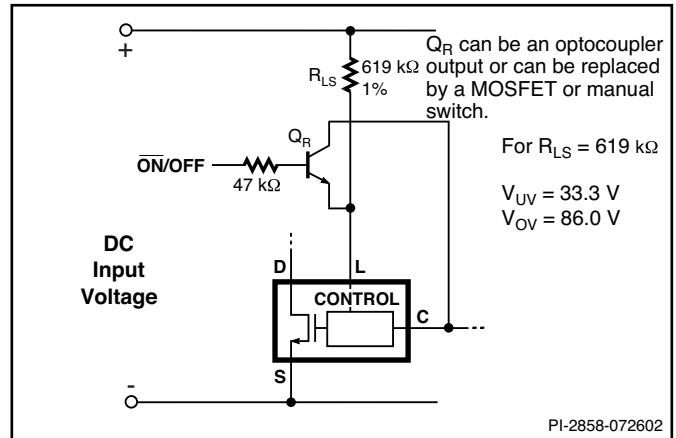 +
Q_R can be an optocoupler
output or can be replaced
by a MOSFET or manual
switch.
R_LS
619 kΩ
1%
Q_R
For R_LS = 619 kΩ
O̅N̅/OFF
47 kΩ
V_UV = 33.3 V
V_OV = 86.0 V
DC
Input
Voltage
D
L
CONTROL
C
S
-
PI-2858-072602